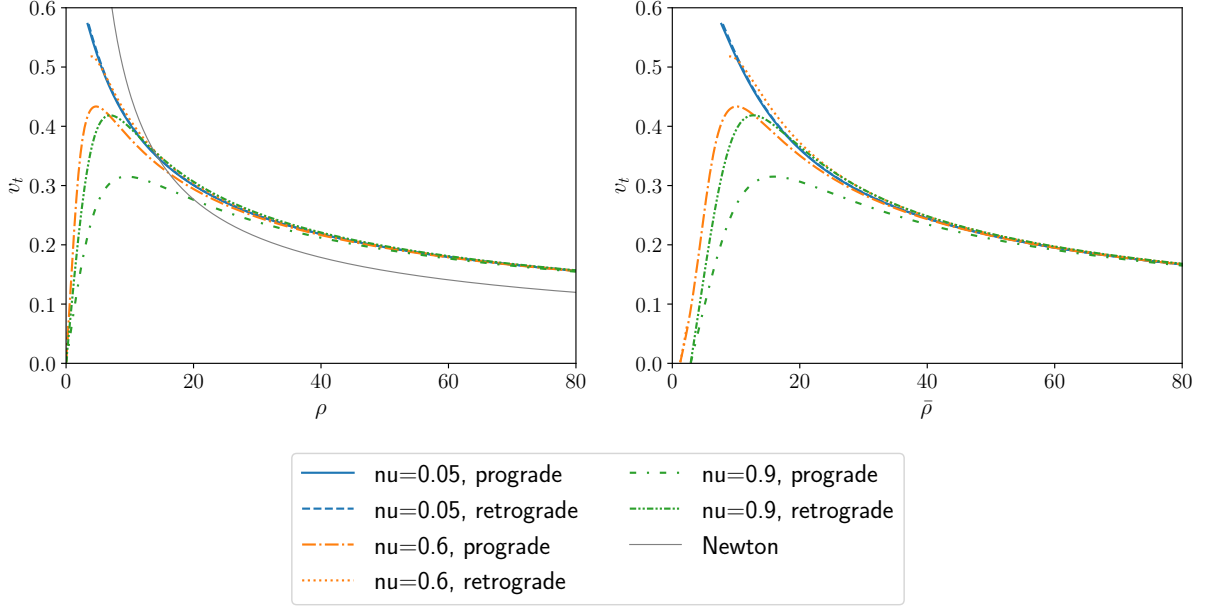 0.6
0.5
0.4
0.3
0.2
0.1
0.0
v_t
0 20 40 60 80
ρ
0.6
0.5
0.4
0.3
0.2
0.1
0.0
v_t
0 20 40 60 80
ρ̄
nu=0.05, prograde
nu=0.05, retrograde
nu=0.6, prograde
nu=0.6, retrograde
nu=0.9, prograde
nu=0.9, retrograde
Newton